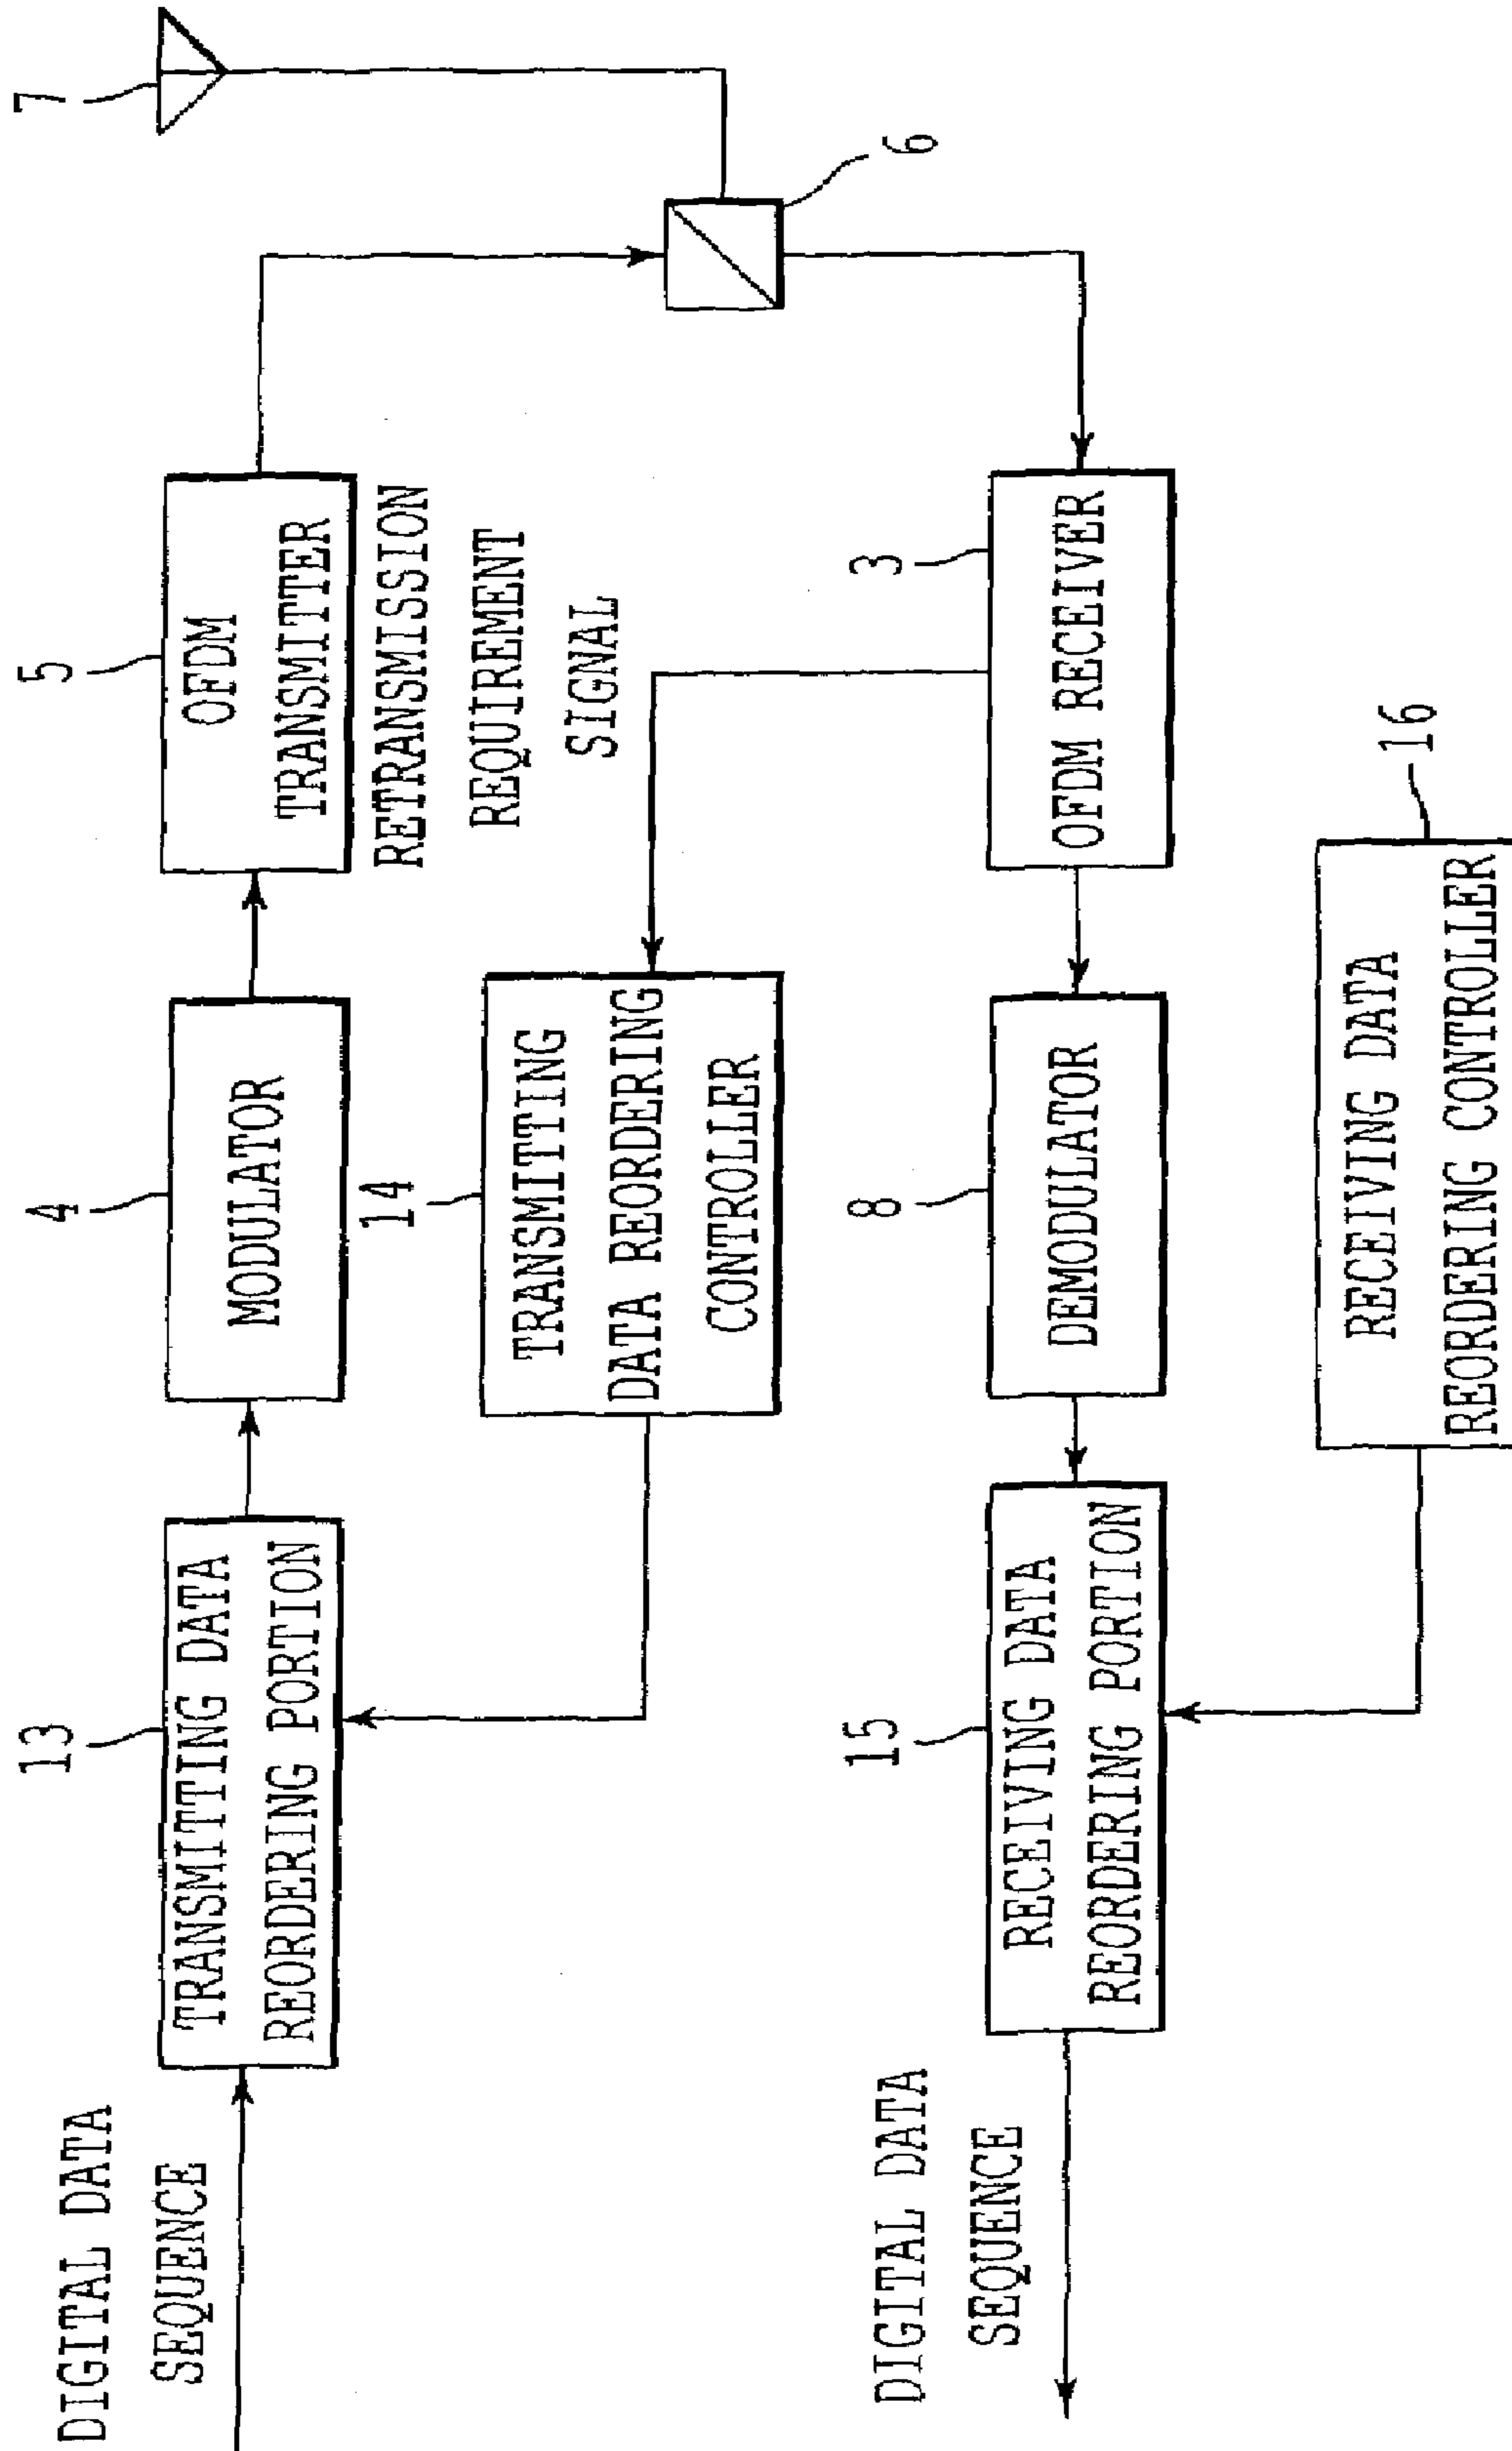 DIGITAL DATA
SEQUENCE
13
TRANSMITTING DATA
REORDERING PORTION
4
MODULATOR
5
OFDM
TRANSMITTER
7
14
TRANSMITTING
DATA REORDERING
CONTROLLER
RETRANSMISSION
REQUIREMENT
SIGNAL
6
DIGITAL DATA
SEQUENCE
15
RECEIVING DATA
REORDERING PORTION
8
DEMODULATOR
3
OFDM RECEIVER
16
RECEIVING DATA
REORDERING CONTROLLER